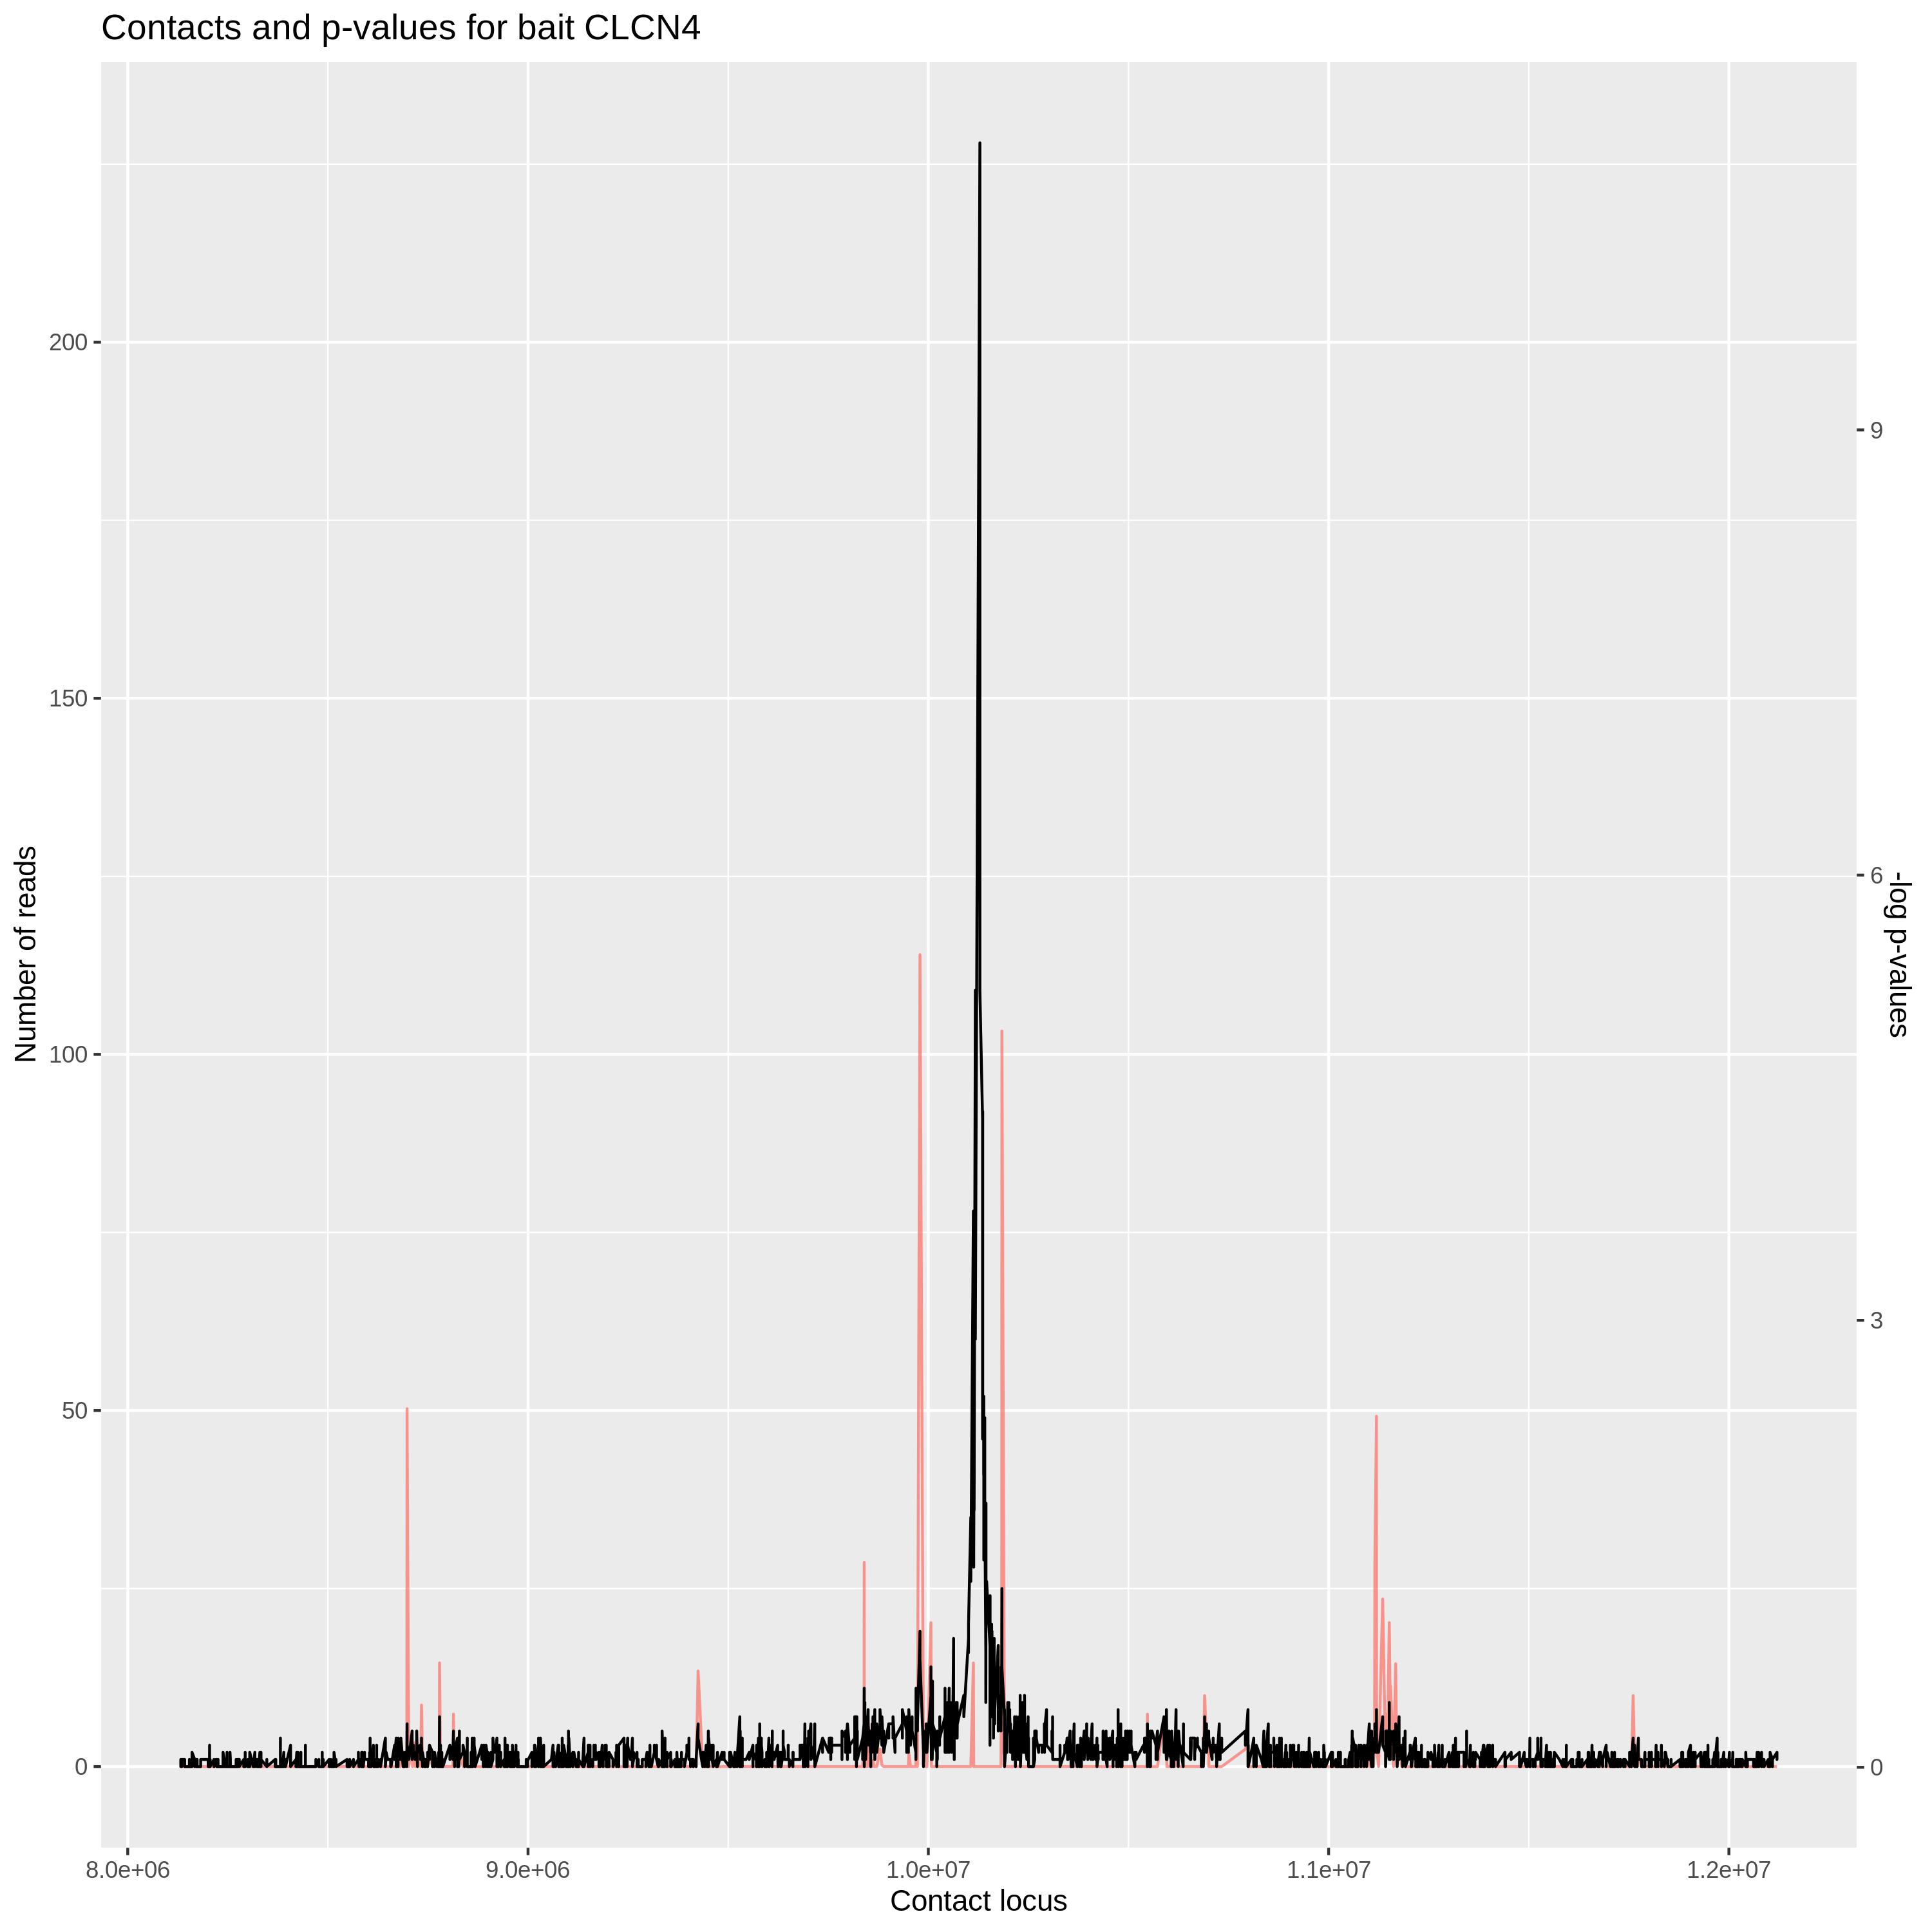 Contacts and p-values for bait CLCN4
Number of reads
200
150
100
50
0
9
6
3
0
-log p-values
8.0e+06
9.0e+06
1.0e+07
1.1e+07
1.2e+07
Contact locus